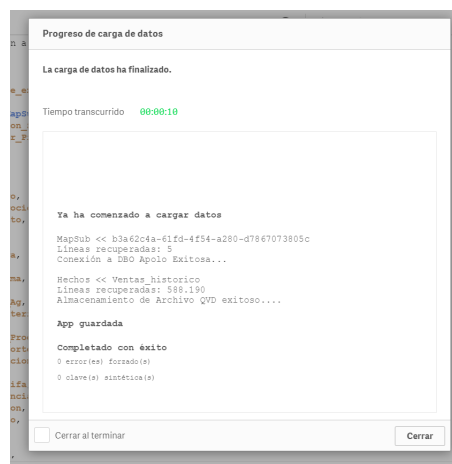 Progreso de carga de datos
La carga de datos ha finalizado.
Tiempo transcurrido 00:00:10
Ya ha comenzado a cargar datos
MapSub << b3a62c4a-61fd-4f54-a280-d7867073805c
Líneas recuperadas: 5
Conexión a DBO Apolo Exitosa...
Hechos << Ventas_historico
Líneas recuperadas: 588.190
Almacenamiento de Archivo QVD exitoso....
App guardada
Completado con éxito
0 error(es) forzado(s)
0 clave(s) sintética(s)
Cerrar al terminar
Cerrar